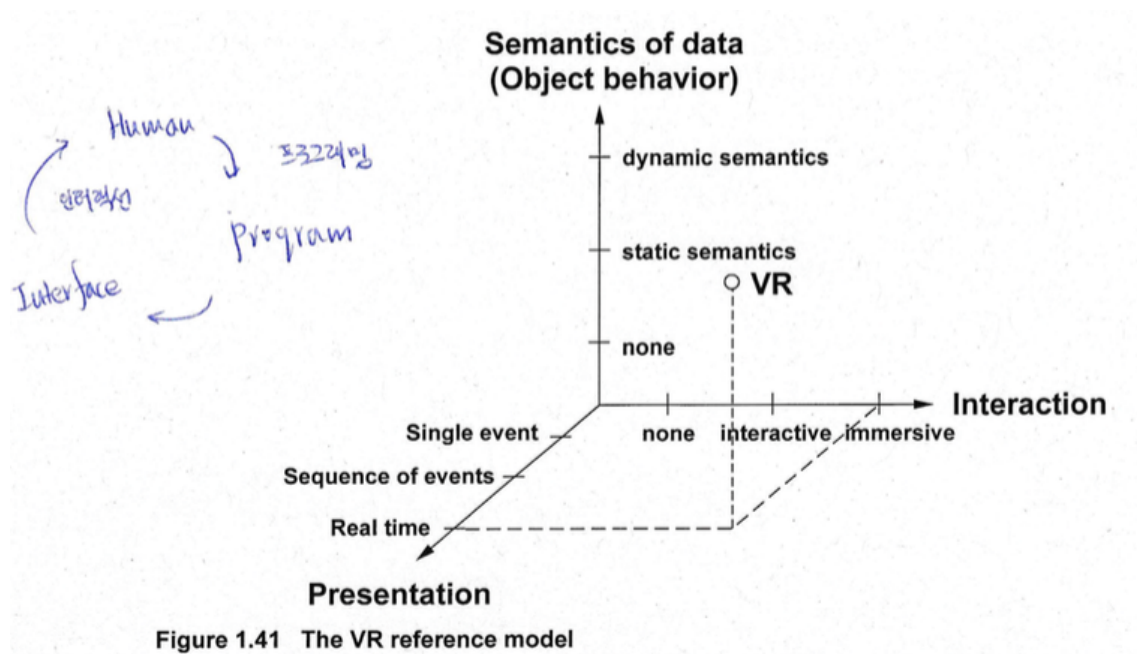 Semantics of data
(Object behavior)
Human
프로그래밍
인터랙션
Program
Interface
dynamic semantics
static semantics
VR
none
Interaction
none
interactive
immersive
Single event
Sequence of events
Real time
Presentation
Figure 1.41 The VR reference model